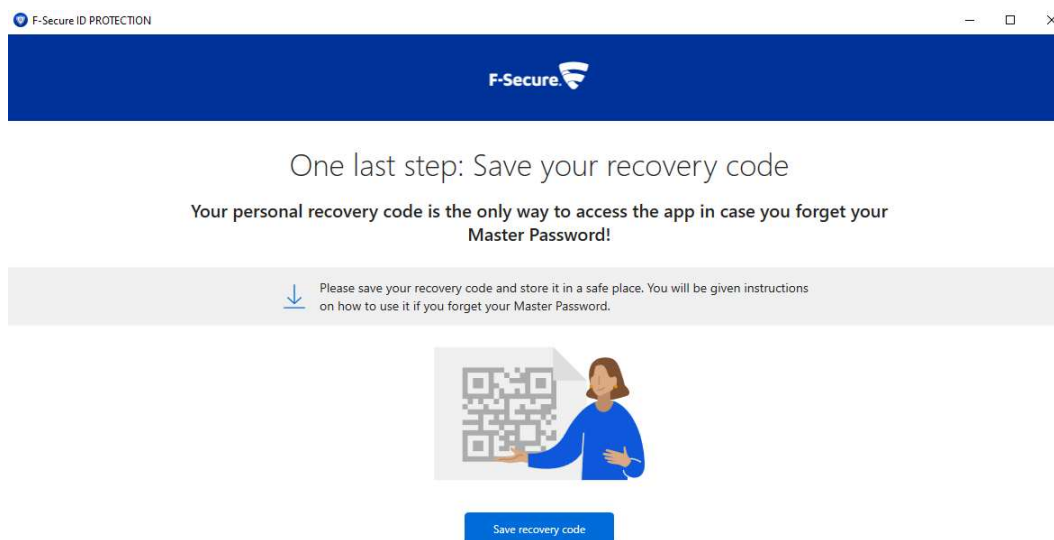 F-Secure ID PROTECTION
F-Secure.
One last step: Save your recovery code
Your personal recovery code is the only way to access the app in case you forget your
Master Password!
Please save your recovery code and store it in a safe place. You will be given instructions
on how to use it if you forget your Master Password.
Save recovery code